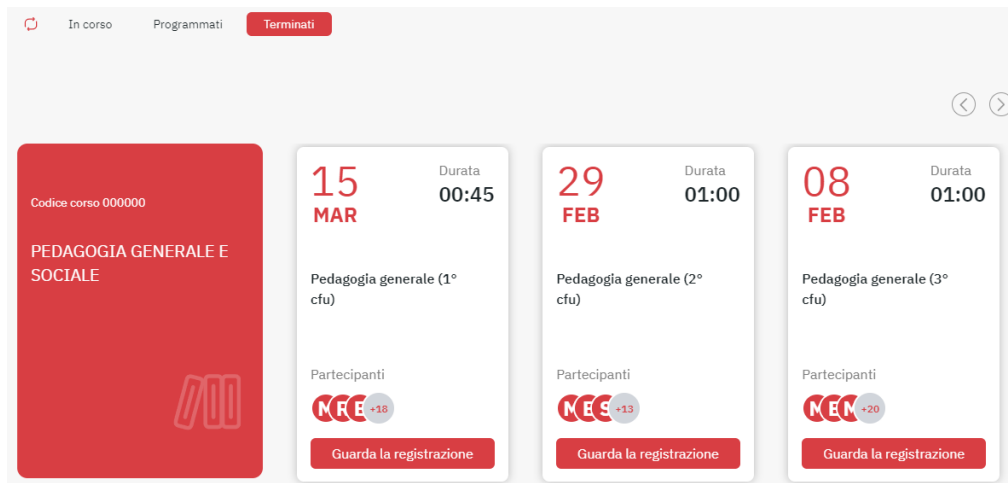 In corso
Programmati
Terminati
Codice corso 000000
PEDAGOGIA GENERALE E
SOCIALE
15
MAR
Durata
00:45
Pedagogia generale (1°
cfu)
Partecipanti
+18
Guarda la registrazione
29
FEB
Durata
01:00
Pedagogia generale (2°
cfu)
Partecipanti
S
+13
Guarda la registrazione
08
FEB
Durata
01:00
Pedagogia generale (3°
cfu)
Partecipanti
+20
Guarda la registrazione